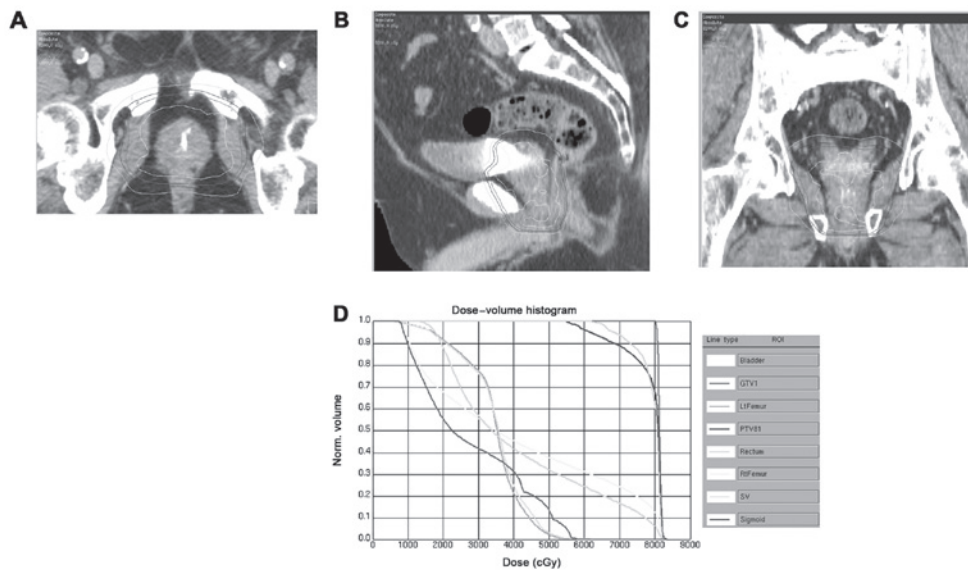 A
B
C
D
Dose–volume histogram
Norm. volume
1.0
0.9
0.8
0.7
0.6
0.5
0.4
0.3
0.2
0.1
0.0
0 1000 2000 3000 4000 5000 6000 7000 8000 9000
Dose (cGy)
Line type ROI
Bladder
GTV1
LtFemur
PTV81
Rectum
RtFemur
SV
Sigmoid